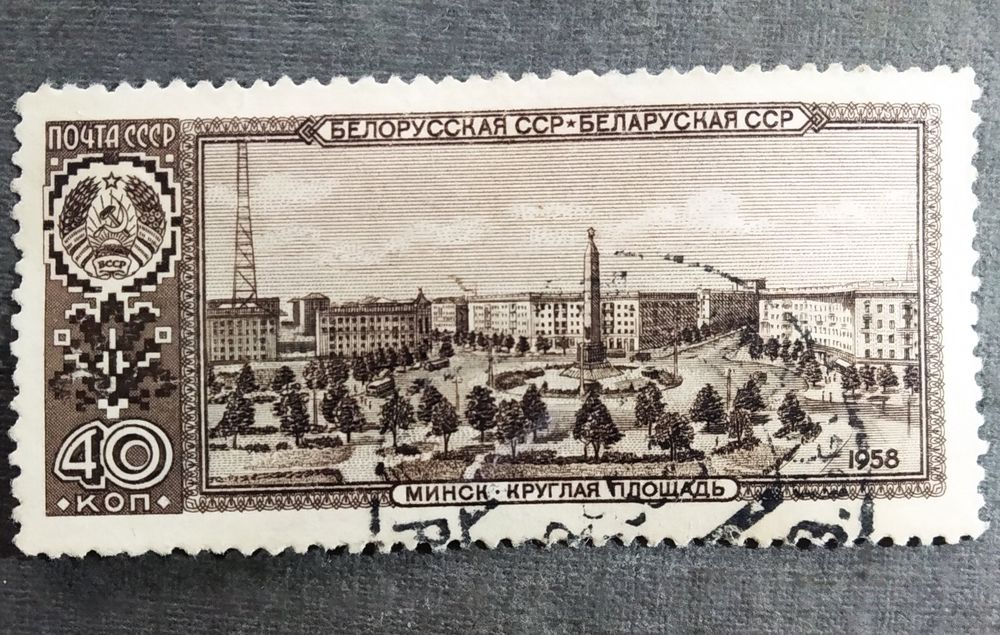 ПОЧТА СССР
БЕЛОРУССКАЯ ССР★БЕЛАРУСКАЯ ССР
БССР
40
КОП
1958
МИНСК·КРУГЛАЯ ПЛОЩАДЬ